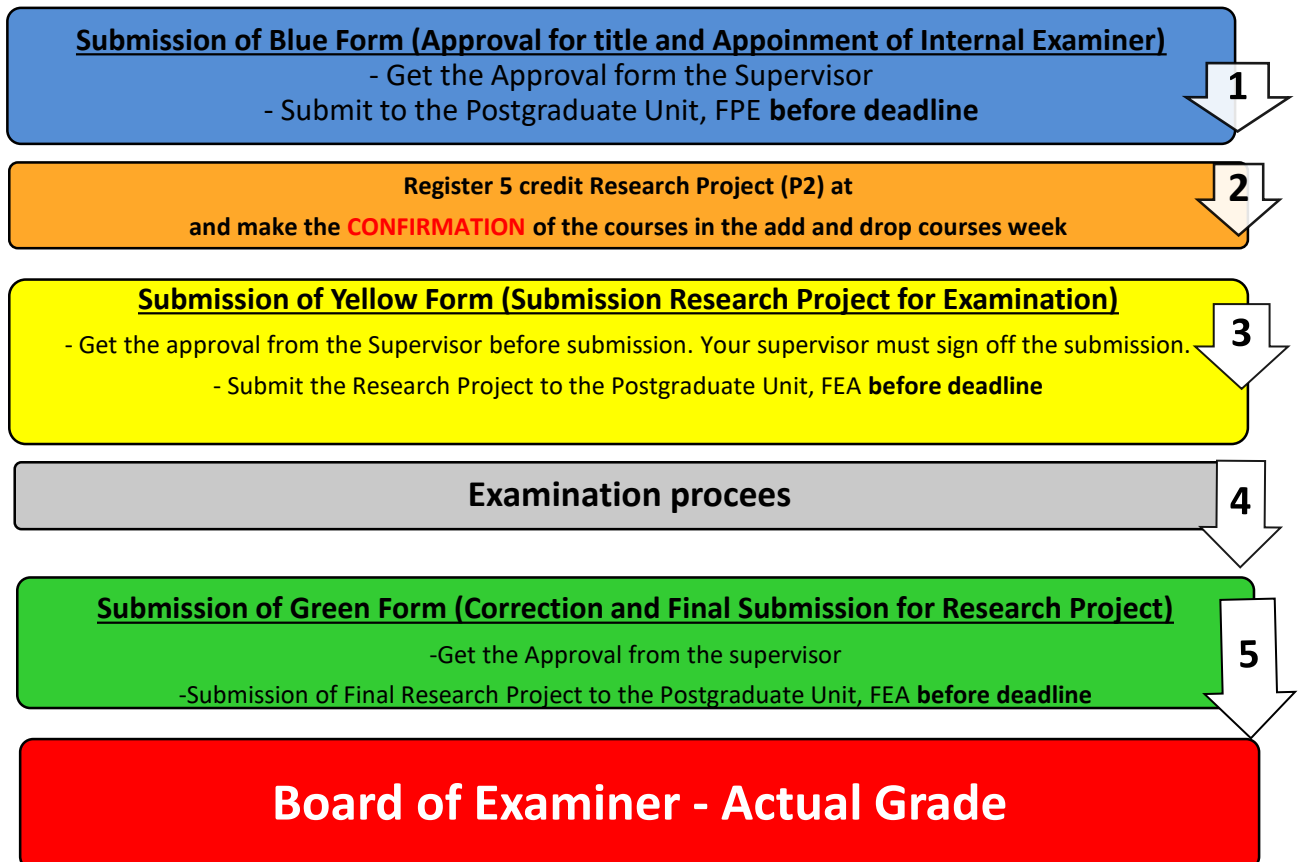 Submission of Blue Form (Approval for title and Appoinment of Internal Examiner)
- Get the Approval form the Supervisor
- Submit to the Postgraduate Unit, FPE before deadline
1
Register 5 credit Research Project (P2) at
and make the CONFIRMATION of the courses in the add and drop courses week
2
Submission of Yellow Form (Submission Research Project for Examination)
- Get the approval from the Supervisor before submission. Your supervisor must sign off the submission.
- Submit the Research Project to the Postgraduate Unit, FEA before deadline
3
Examination procees
4
Submission of Green Form (Correction and Final Submission for Research Project)
-Get the Approval from the supervisor
-Submission of Final Research Project to the Postgraduate Unit, FEA before deadline
5
Board of Examiner - Actual Grade